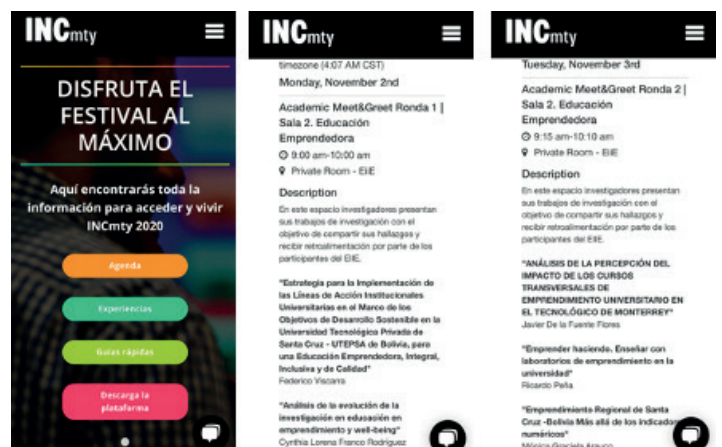 INCmty
DISFRUTA EL
FESTIVAL AL
MÁXIMO
Aquí encontrarás toda la
información para acceder y vivir
INCmty 2020
Agenda
Experiencias
Guías rápidas
Descarga la
plataforma
INCmty
timezone (4:07 AM CST)
Monday, November 2nd
Academic Meet&Greet Ronda 1 |
Sala 2. Educación
Emprendedora
9:00 am-10:00 am
Private Room - EIIE
Description
En este espacio investigadores presentan
sus trabajos de investigación con el
objetivo de compartir sus hallazgos y
recibir retroalimentación por parte de los
participantes del EIIE.
"Estrategia para la Implementación de
las Líneas de Acción Institucionales
Universitarias en el Marco de los
Objetivos de Desarrollo Sostenible en la
Universidad Tecnológica Privada de
Santa Cruz - UTEPSA de Bolivia, para
una Educación Emprendedora, Integral,
Inclusiva y de Calidad"
Federico Viscarra
"Análisis de la evolución de la
investigación en educación en
emprendimiento y well-being"
Cynthia Lorena Franco Rodríguez
INCmty
Tuesday, November 3rd
Academic Meet&Greet Ronda 2 |
Sala 2. Educación
Emprendedora
9:15 am-10:10 am
Private Room - EIIE
Description
En este espacio investigadores presentan
sus trabajos de investigación con el
objetivo de compartir sus hallazgos y
recibir retroalimentación por parte de los
participantes del EIIE.
"ANÁLISIS DE LA PERCEPCIÓN DEL
IMPACTO DE LOS CURSOS
TRANSVERSALES DE
EMPRENDIMIENTO UNIVERSITARIO EN
EL TECNOLÓGICO DE MONTERREY"
Javier De la Fuente Flores
"Emprender haciendo. Enseñar con
laboratorios de emprendimiento en la
universidad"
Ricardo Peña
"Emprendimiento Regional de Santa
Cruz -Bolivia Más allá de los indicadores
numéricos"
Mónica Graciela Araujo